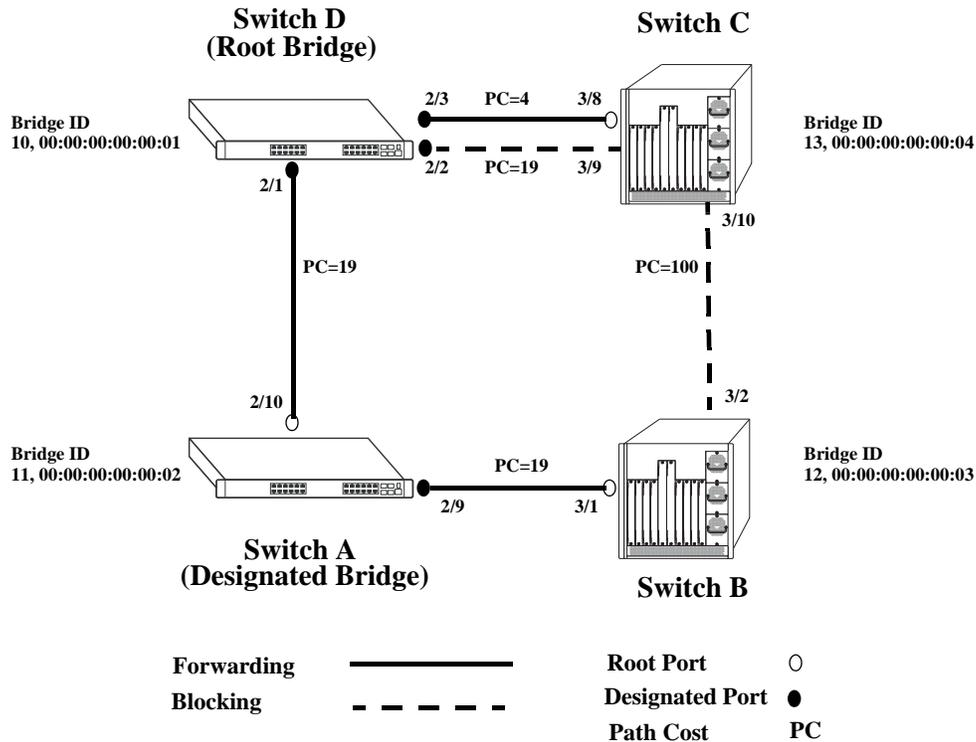 Switch D
(Root Bridge)
Switch C
Bridge ID
10, 00:00:00:00:00:01
2/3
PC=4
3/8
Bridge ID
13, 00:00:00:00:00:04
2/2
PC=19
3/9
2/1
3/10
PC=19
PC=100
2/10
3/2
Bridge ID
11, 00:00:00:00:00:02
PC=19
Bridge ID
12, 00:00:00:00:00:03
2/9
3/1
Switch A
(Designated Bridge)
Switch B
Forwarding
Root Port
Blocking
Designated Port
Path Cost
PC